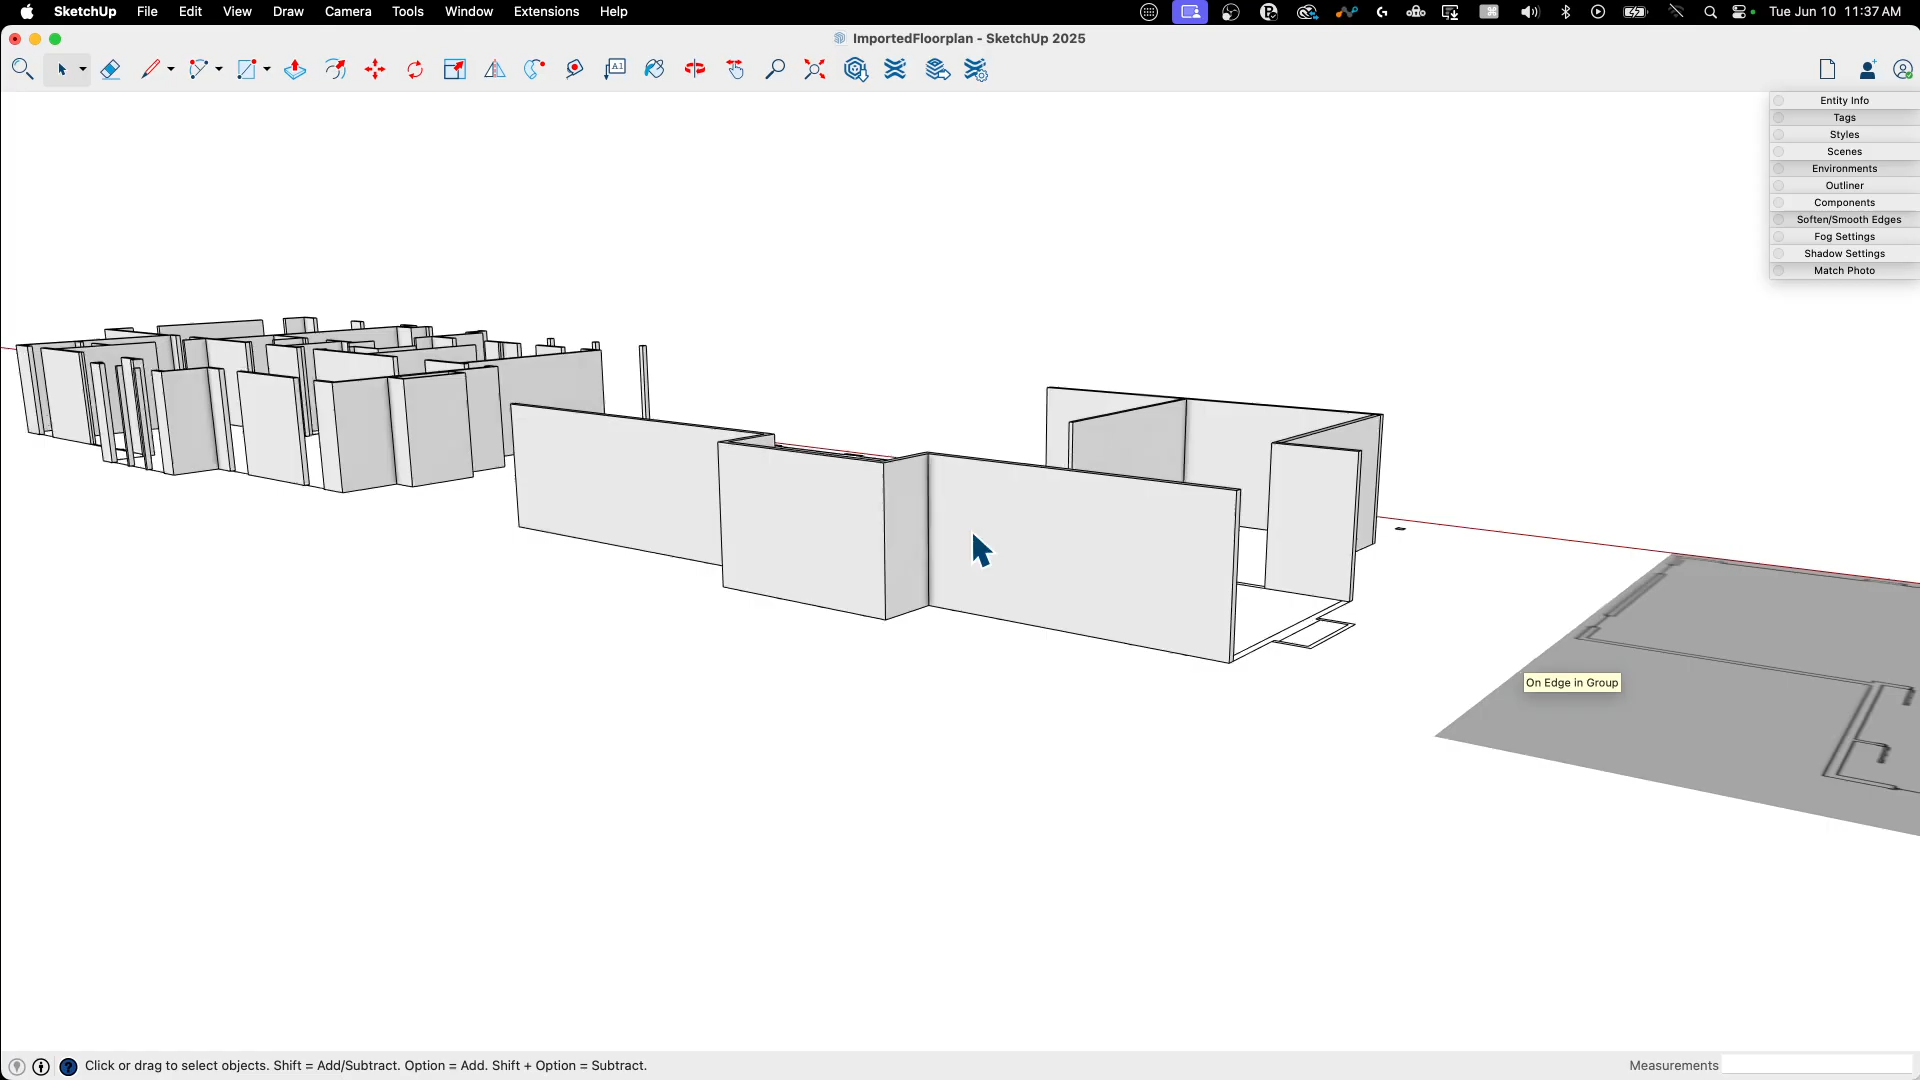 SketchUp File Edit View Draw Camera Tools Window Extensions Help Tue Jun 10 11:37 AM
ImportedFloorplan - SketchUp 2025
A1
Entity Info
Tags
Styles
Scenes
Environments
Outliner
Components
Soften/Smooth Edges
Fog Settings
Shadow Settings
Match Photo
On Edge in Group
Click or drag to select objects. Shift = Add/Subtract. Option = Add. Shift + Option = Subtract.
Measurements